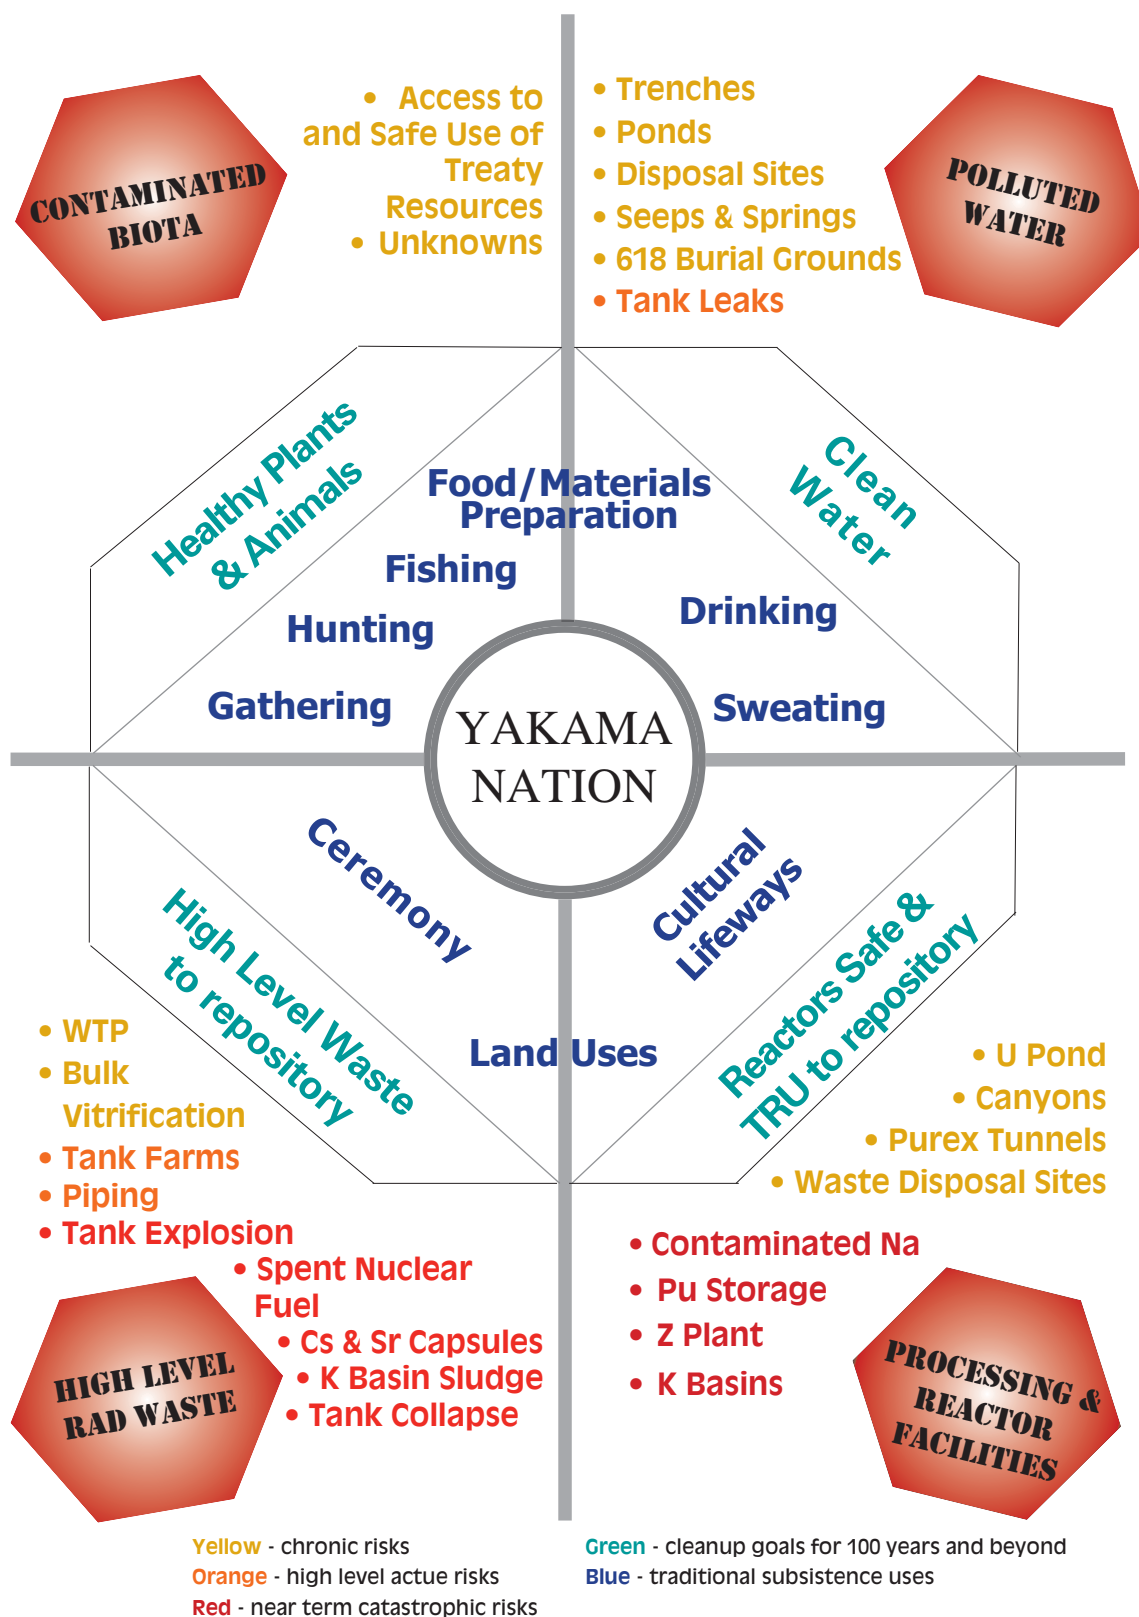 CONTAMINATED
BIOTA
• Access to
and Safe Use of
Treaty
Resources
• Unknowns
• Trenches
• Ponds
• Disposal Sites
• Seeps & Springs
• 618 Burial Grounds
• Tank Leaks
POLLUTED
WATER
Healthy Plants
& Animals
Clean
Water
Food/Materials
Preparation
Fishing
Hunting
Gathering
Drinking
Sweating
YAKAMA
NATION
Ceremony
Cultural
Lifeways
Land Uses
High Level Waste
to repository
Reactors Safe &
TRU to repository
• WTP
• Bulk
Vitrification
• Tank Farms
• Piping
• Tank Explosion
• Spent Nuclear
Fuel
• Cs & Sr Capsules
• K Basin Sludge
• Tank Collapse
HIGH LEVEL
RAD WASTE
• U Pond
• Canyons
• Purex Tunnels
• Waste Disposal Sites
• Contaminated Na
• Pu Storage
• Z Plant
• K Basins
PROCESSING &
REACTOR
FACILITIES
Yellow - chronic risks
Orange - high level actue risks
Red - near term catastrophic risks
Green - cleanup goals for 100 years and beyond
Blue - traditional subsistence uses